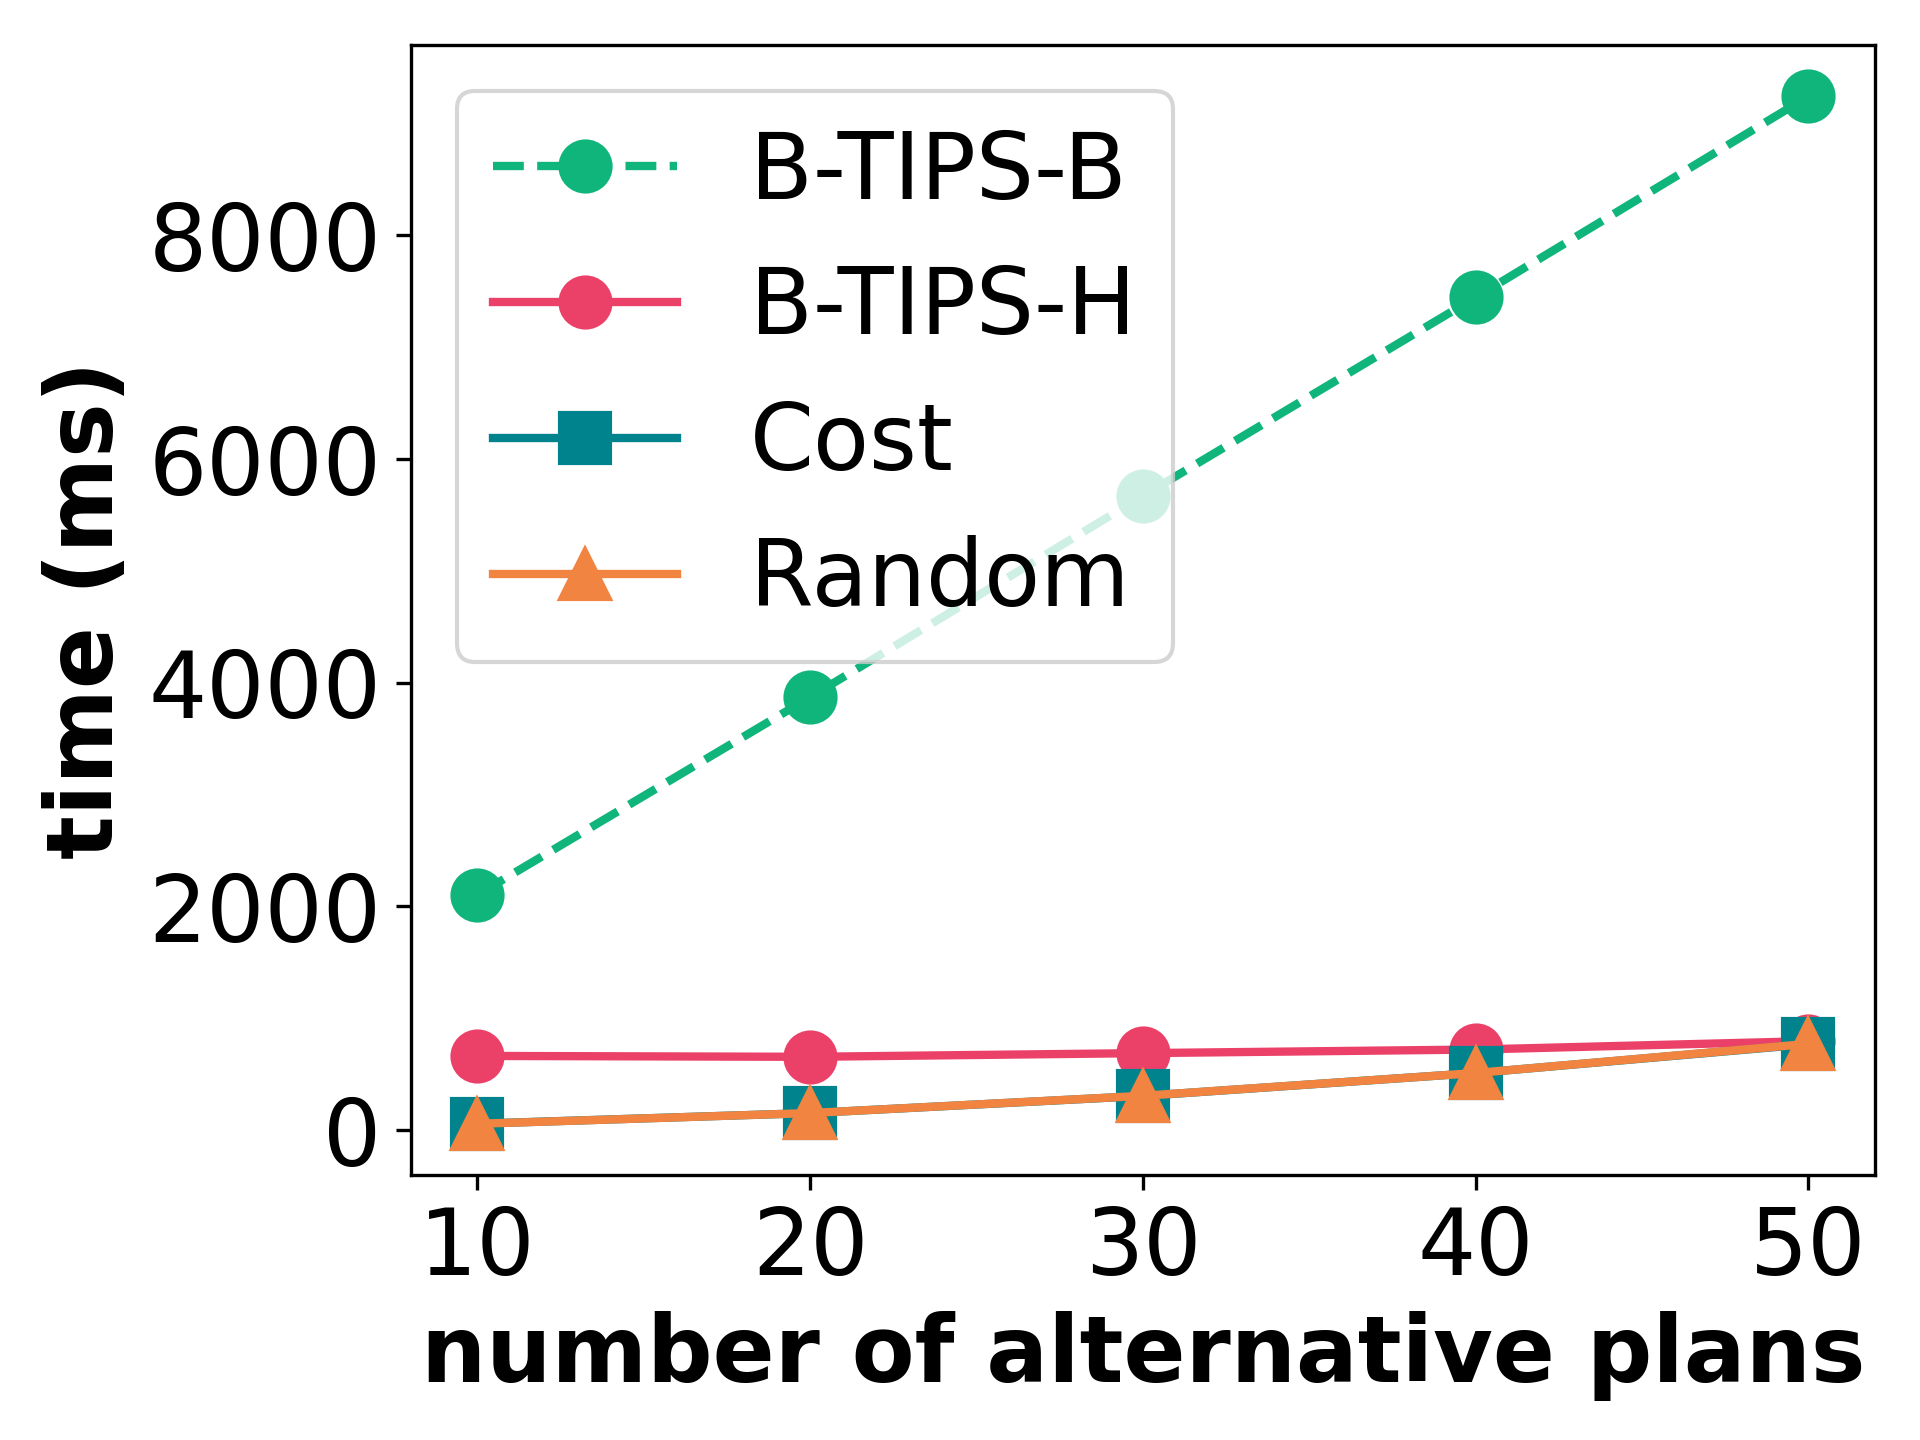 B-TIPS-B
B-TIPS-H
Cost
Random
time (ms)
8000
6000
4000
2000
0
10 20 30 40 50
number of alternative plans